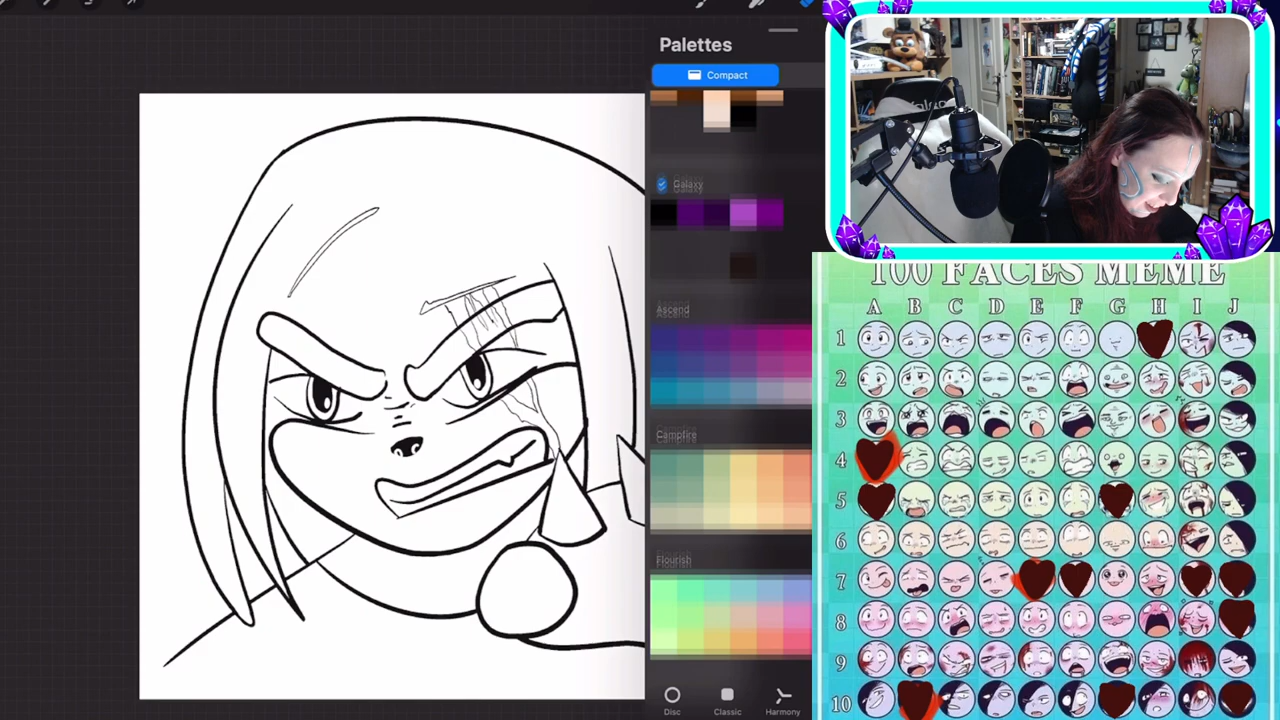 Palettes
Compact
Galaxy
Ascend
Campfire
Flourish
Disc
Classic
Harmony
100 FACES MEME
A B C D E F G H I J
1
2
3
4
5
6
7
8
9
10